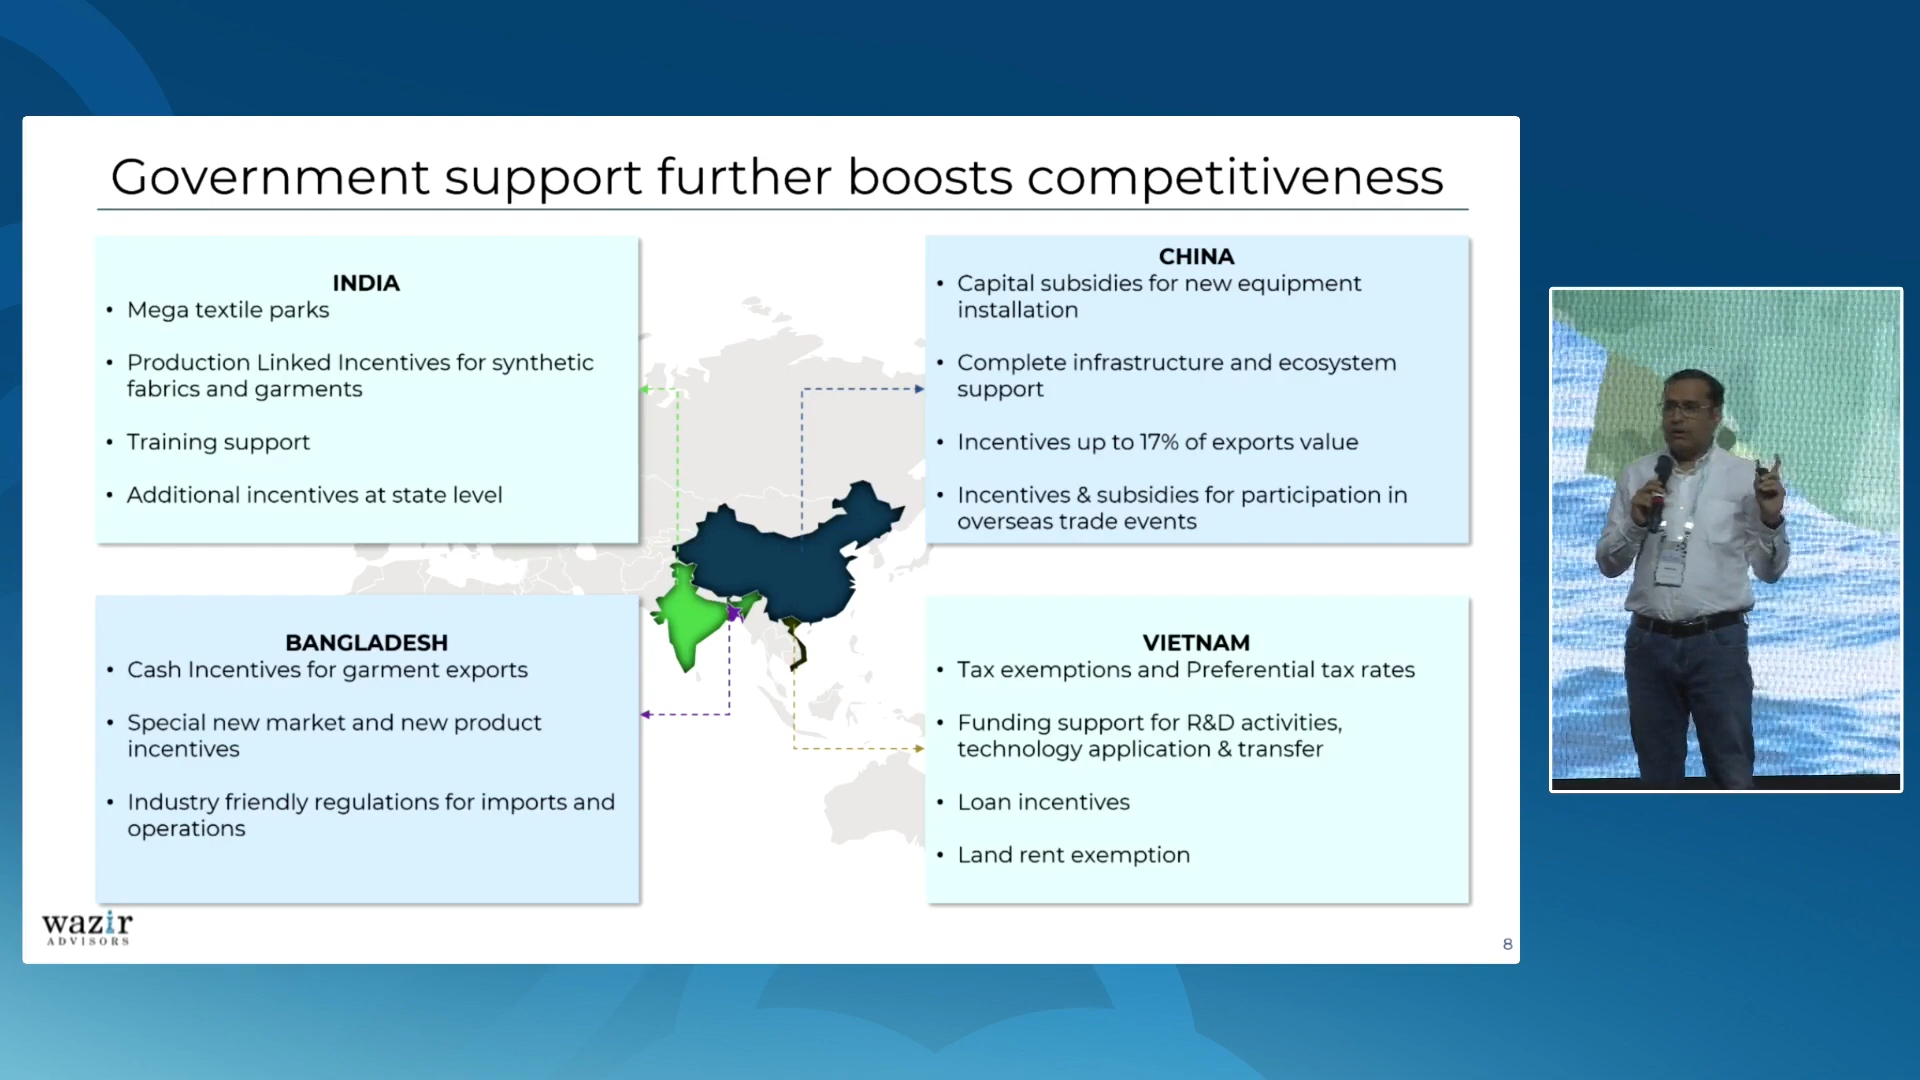 Government support further boosts competitiveness
INDIA
• Mega textile parks
• Production Linked Incentives for synthetic
fabrics and garments
• Training support
• Additional incentives at state level
CHINA
• Capital subsidies for new equipment
installation
• Complete infrastructure and ecosystem
support
• Incentives up to 17% of exports value
• Incentives & subsidies for participation in
overseas trade events
BANGLADESH
• Cash Incentives for garment exports
• Special new market and new product
incentives
• Industry friendly regulations for imports and
operations
VIETNAM
• Tax exemptions and Preferential tax rates
• Funding support for R&D activities,
technology application & transfer
• Loan incentives
• Land rent exemption
wazir
ADVISORS
8